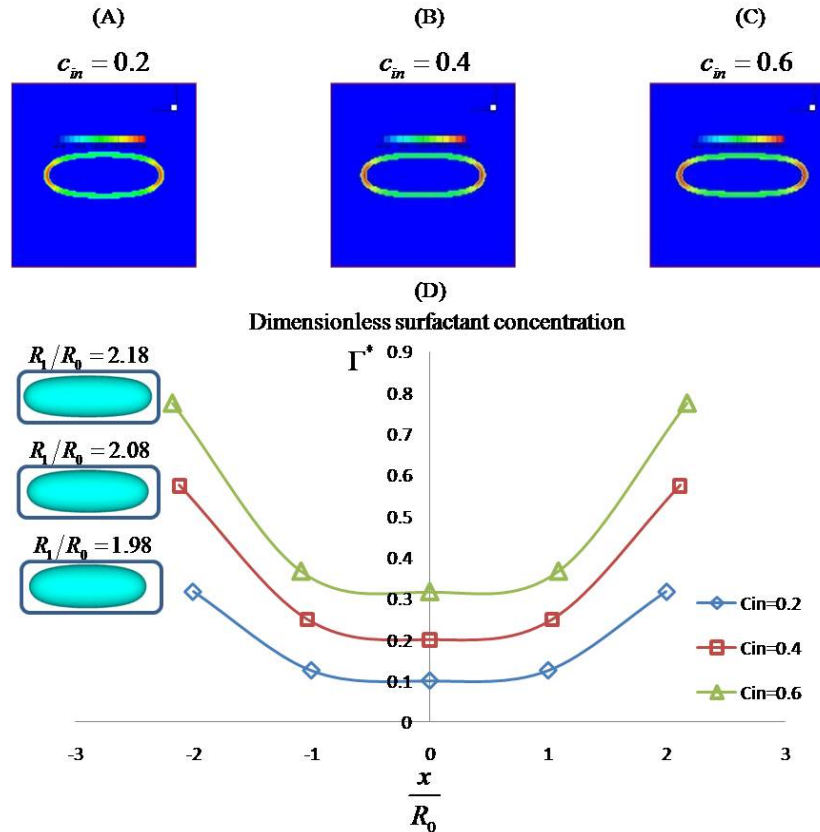 (A)
(B)
(C)
c_in = 0.2
c_in = 0.4
c_in = 0.6
(D)
Dimensionless surfactant concentration
R_1/R_0 = 2.18
R_1/R_0 = 2.08
R_1/R_0 = 1.98
Γ*
0.9
0.8
0.7
0.6
0.5
0.4
0.3
0.2
0.1
0
-3
-2
-1
0
1
2
3
x
R_0
Cin=0.2
Cin=0.4
Cin=0.6